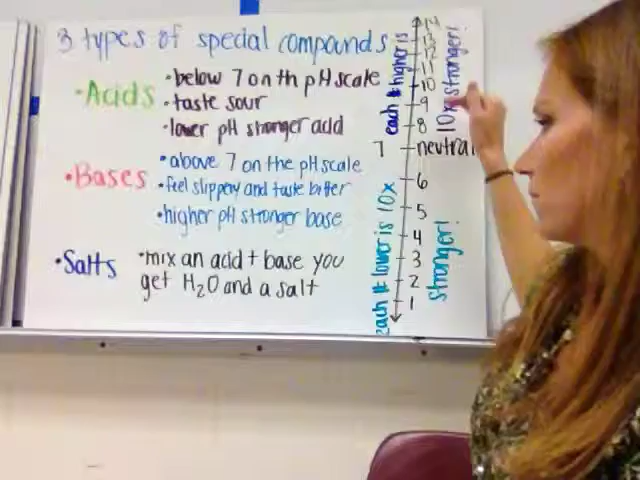 3 types of special compounds
• Acids
• below 7 on th pH scale
• taste sour
• lower pH stronger acid
• Bases
• above 7 on the pH scale
• feel slippery and taste bitter
• higher pH stronger base
• Salts
• mix an acid + base you
get H₂O and a salt
each # higher is
10x stronger!
14
13
12
11
10
9
8
7 neutral
6
5
4
3
2
1
each # lower is 10x
stronger!